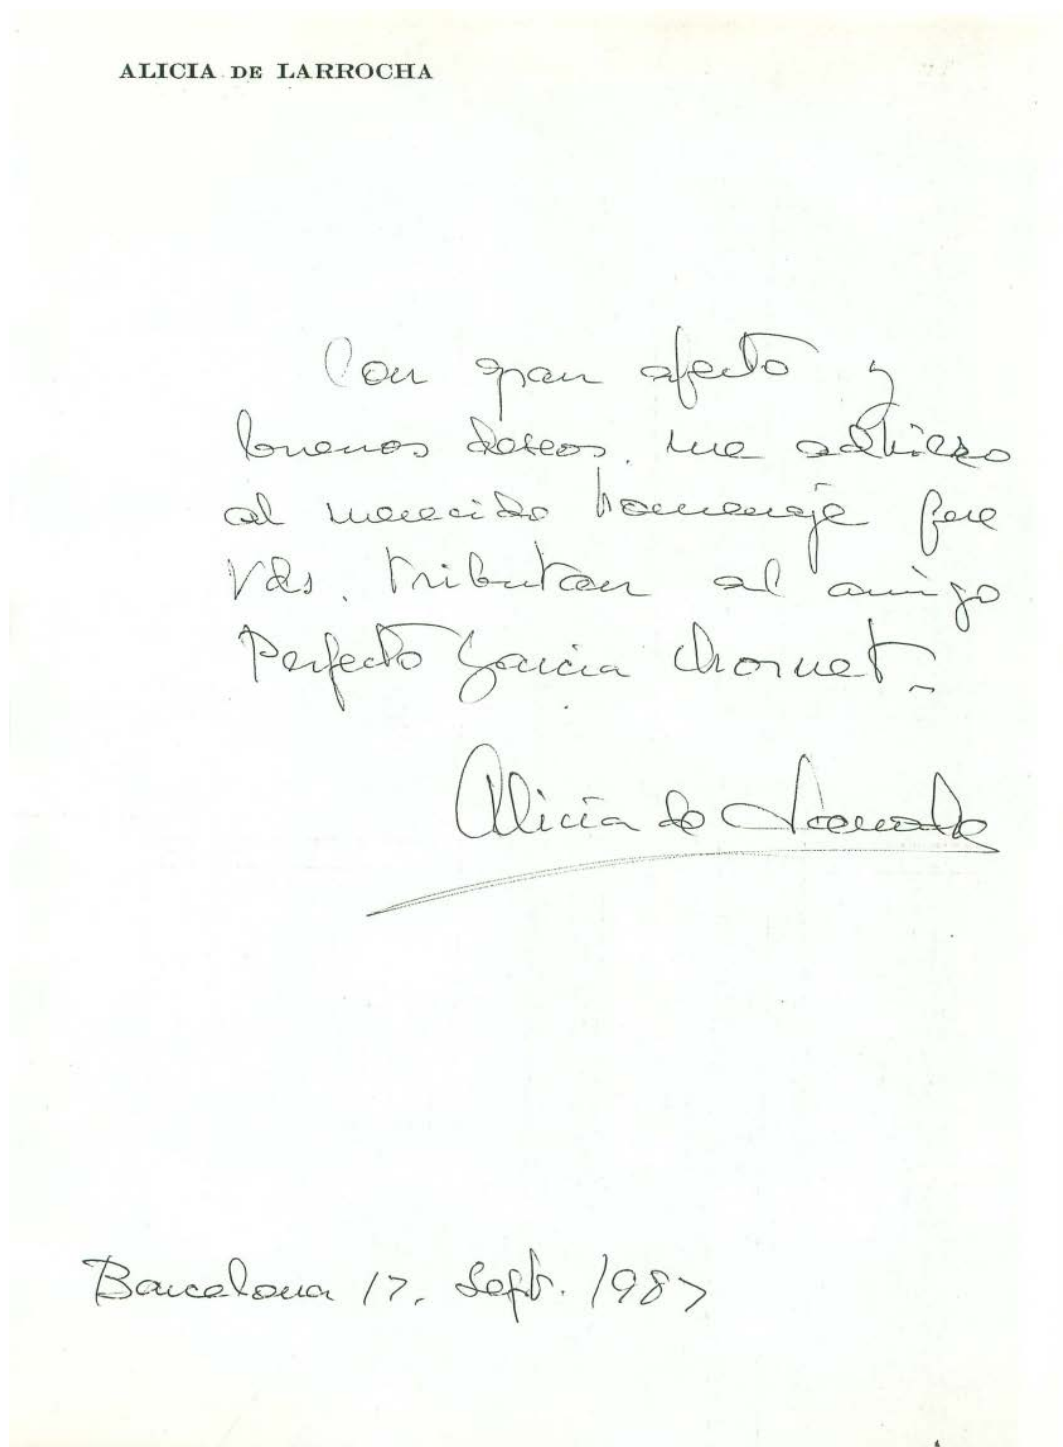 ALICIA DE LARROCHA
Con gran afecto y
buenos deseos, me adhiero
al merecido homenaje que
Vds. tributan al amigo
Perfecto García Chornet.-
Alicia de Larrocha
Barcelona 17. Sept. 1987